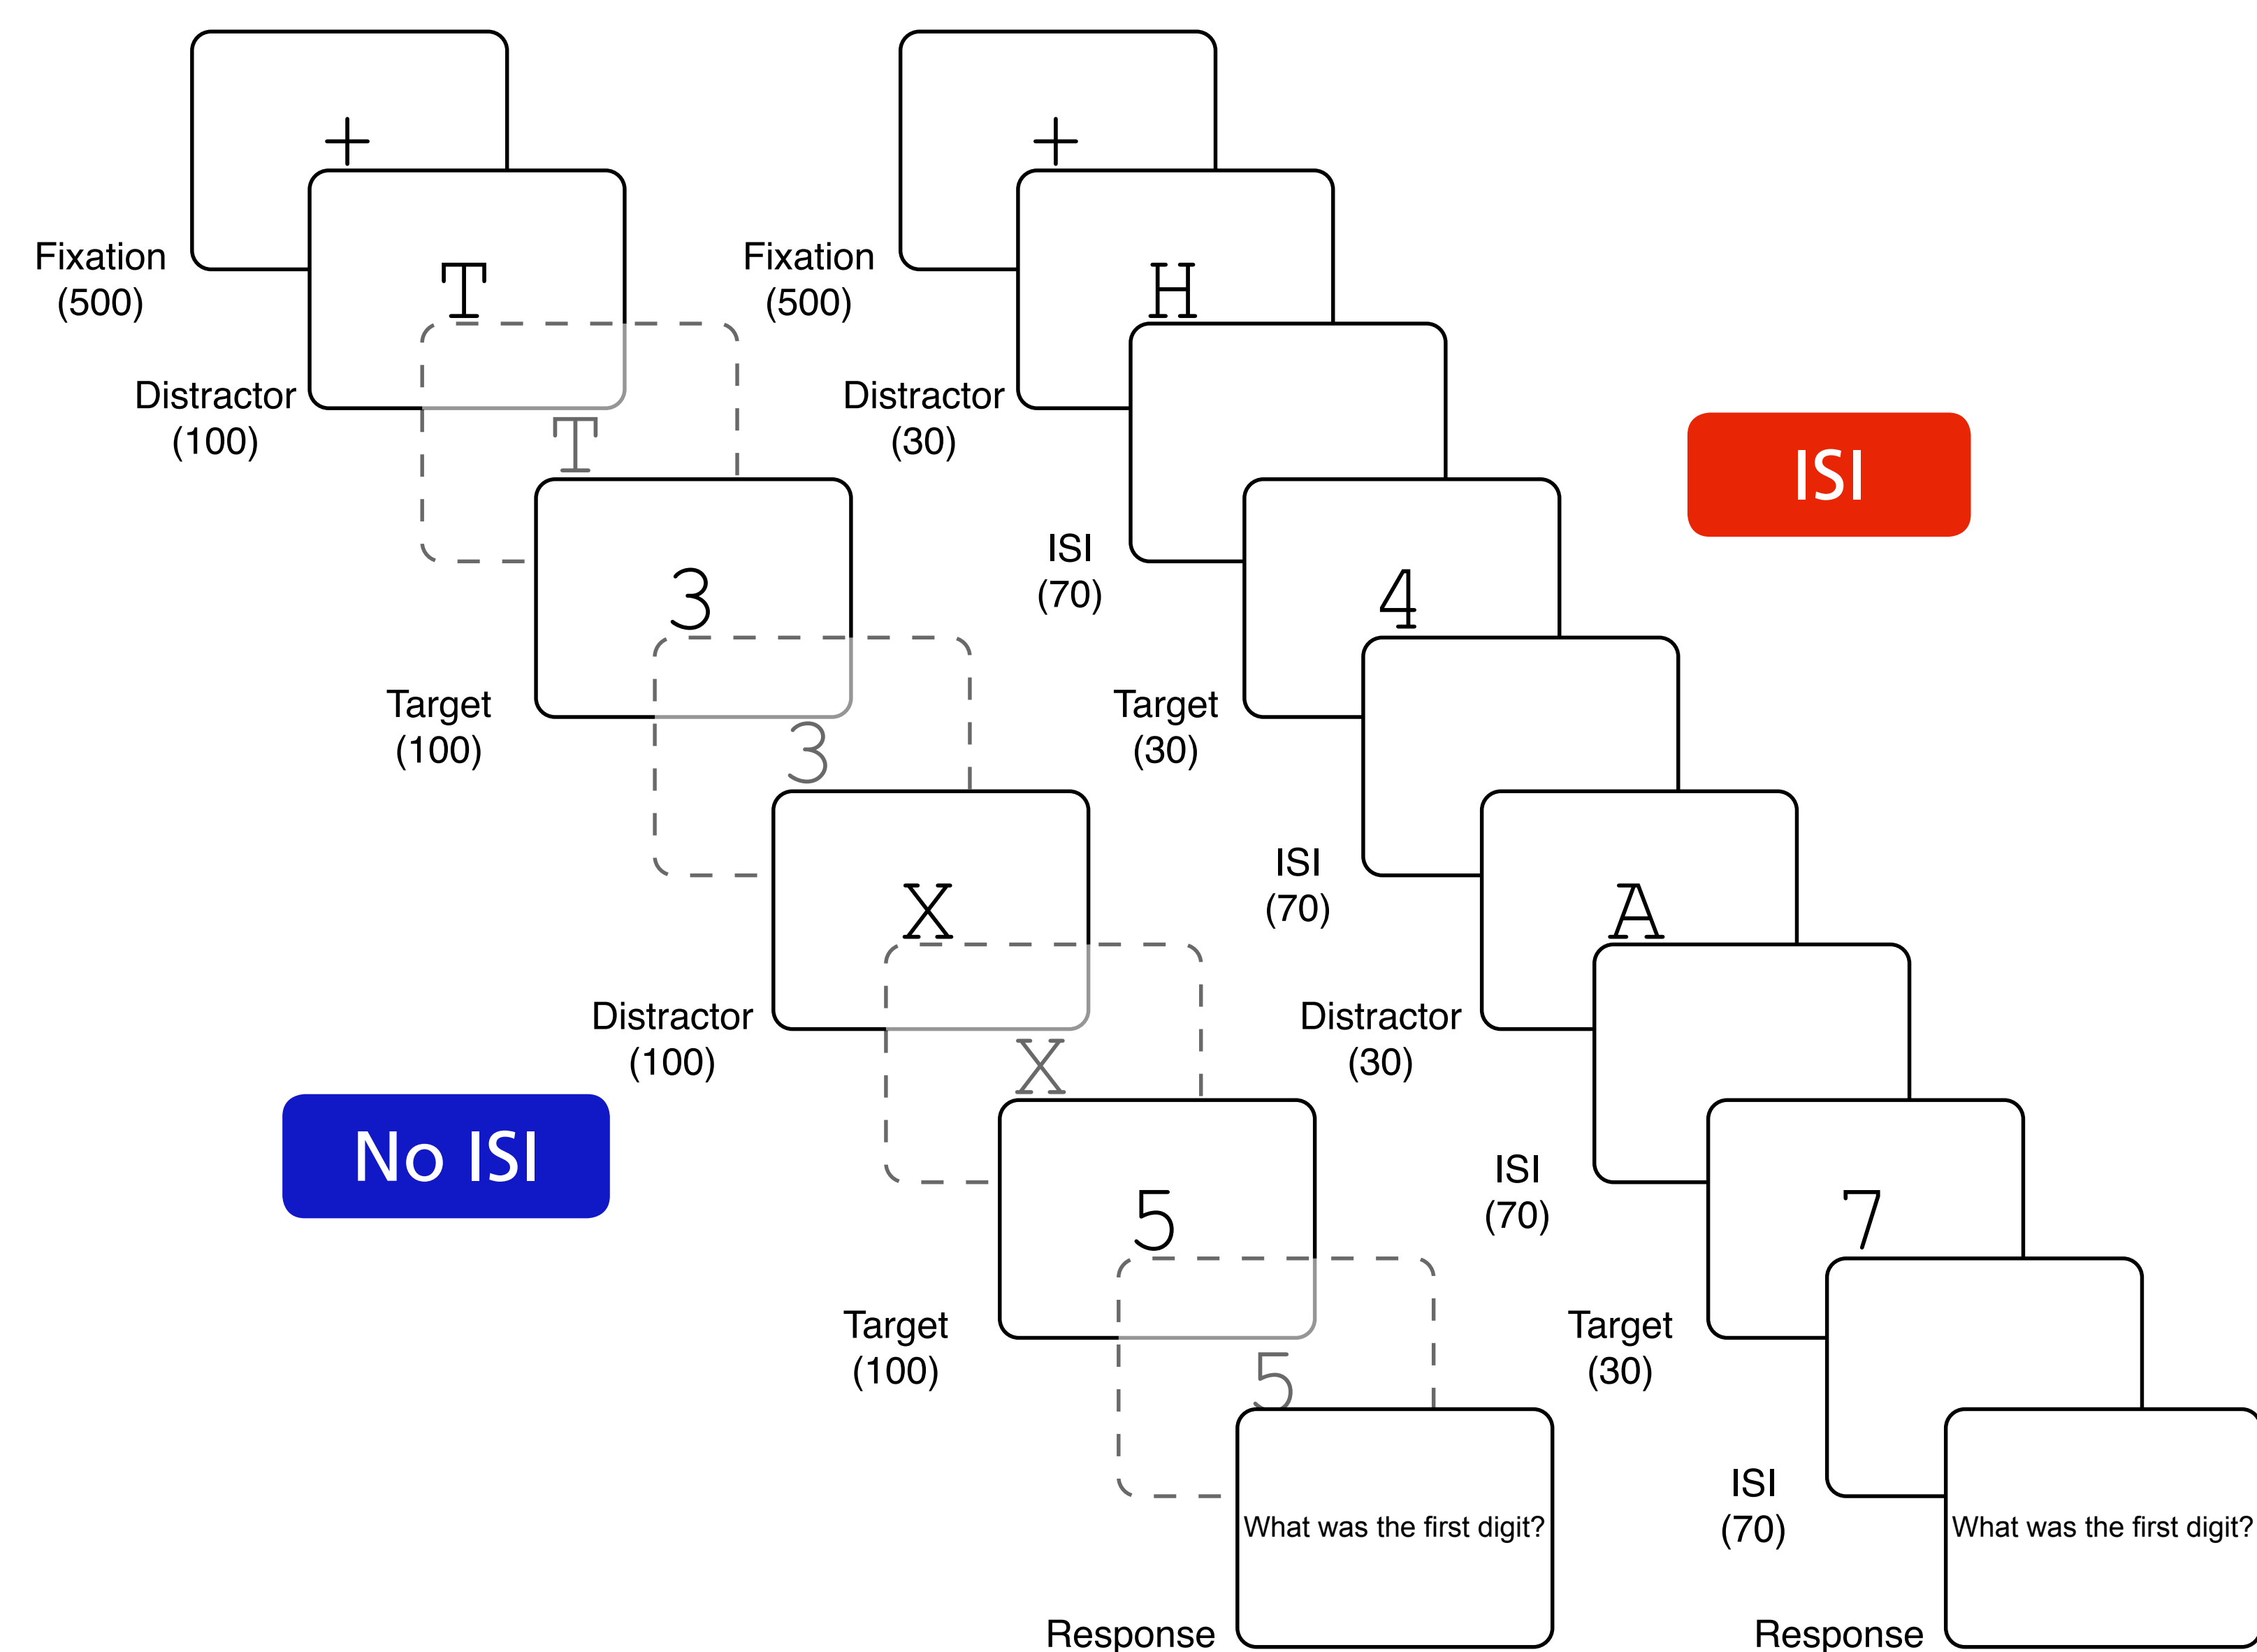 +
T
Fixation
(500)
Distractor
(100)
T
3
Target
(100)
3
X
Distractor
(100)
X
No ISI
5
Target
(100)
5
What was the first digit?
Response
+
H
Fixation
(500)
Distractor
(30)
ISI
ISI
(70)
4
Target
(30)
ISI
(70)
A
Distractor
(30)
ISI
(70)
7
Target
(30)
ISI
(70)
What was the first digit?
Response